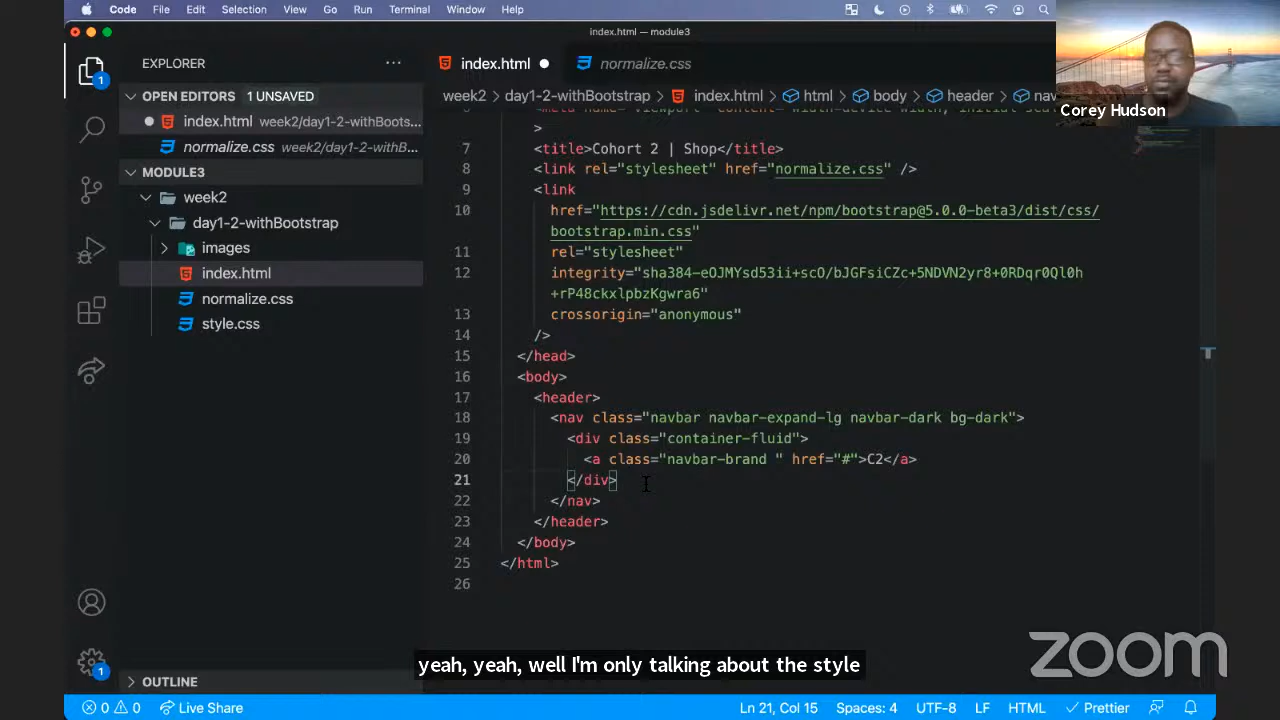 Code File Edit Selection View Go Run Terminal Window Help
index.html — module3
EXPLORER
index.html
normalize.css
OPEN EDITORS 1 UNSAVED
index.html week2/day1-2-withBoots...
normalize.css week2/day1-2-withB...
MODULE3
week2
day1-2-withBootstrap
images
index.html
normalize.css
style.css
OUTLINE
week2 > day1-2-withBootstrap > index.html > html > body > header > nav
>
7 <title>Cohort 2 | Shop</title>
8 <link rel="stylesheet" href="normalize.css" />
9 <link
10 href="https://cdn.jsdelivr.net/npm/bootstrap@5.0.0-beta3/dist/css/
bootstrap.min.css"
11 rel="stylesheet"
12 integrity="sha384-eOJMYsd53ii+scO/bJGFsiCZc+5NDVN2yr8+0RDqr0Ql0h
+rP48ckxlpbzKgwra6"
13 crossorigin="anonymous"
14 />
15 </head>
16 <body>
17 <header>
18 <nav class="navbar navbar-expand-lg navbar-dark bg-dark">
19 <div class="container-fluid">
20 <a class="navbar-brand " href="#">C2</a>
21 </div>
22 </nav>
23 </header>
24 </body>
25 </html>
26
Corey Hudson
1
1
zoom
yeah, yeah, well I'm only talking about the style
0 0 Live Share
Ln 21, Col 15 Spaces: 4 UTF-8 LF HTML Prettier